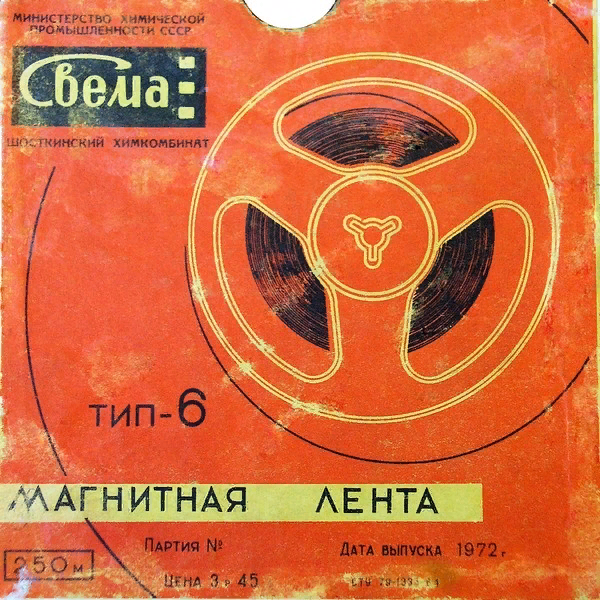 МИНИСТЕРСТВО ХИМИЧЕСКОЙ
ПРОМЫШЛЕННОСТИ СССР
Свема
ШОСТКИНСКИЙ ХИМКОМБИНАТ
ТИП-6
МАГНИТНАЯ ЛЕНТА
ПАРТИЯ №
ДАТА ВЫПУСКА 1972 г.
250 м
ЦЕНА 3 р 45